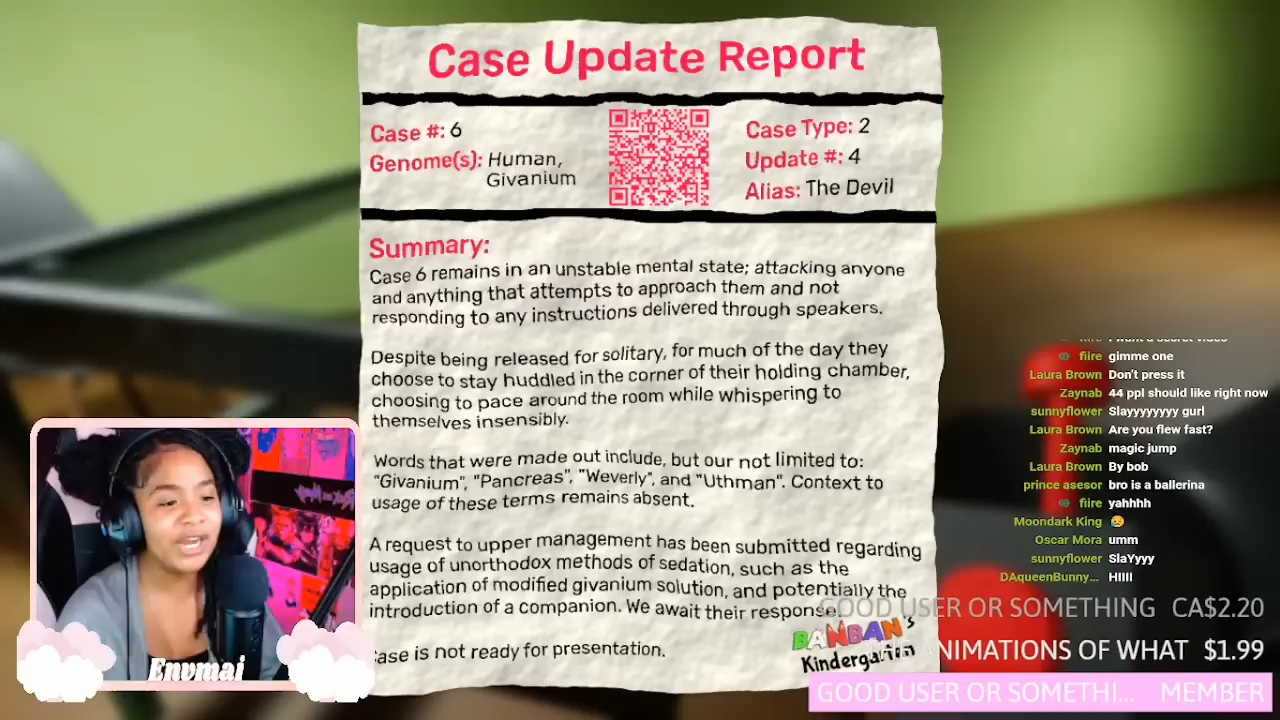 Case Update Report
Case #: 6
Genome(s): Human,
Givanium
Case Type: 2
Update #: 4
Alias: The Devil
Summary:
Case 6 remains in an unstable mental state; attacking anyone
and anything that attempts to approach them and not
responding to any instructions delivered through speakers.
Despite being released for solitary, for much of the day they
choose to stay huddled in the corner of their holding chamber,
choosing to pace around the room while whispering to
themselves insensibly.
Words that were made out include, but our not limited to:
"Givanium", "Pancreas", "Weverly", and "Uthman". Context to
usage of these terms remains absent.
A request to upper management has been submitted regarding
usage of unorthodox methods of sedation, such as the
application of modified givanium solution, and potentially the
introduction of a companion. We await their response.
Case is not ready for presentation.
BANBAN's
Kindergarten
Envmai
fiire I want a secret video
fiire gimme one
Laura Brown Don't press it
Zaynab 44 ppl should like right now
sunnyflower Slayyyyyyyy gurl
Laura Brown Are you flew fast?
Zaynab magic jump
Laura Brown By bob
prince asesor bro is a ballerina
fiire yahhhh
Moondark King 😥
Oscar Mora umm
sunnyflower SlaYyyy
DAqueenBunny... HIIII
GOOD USER OR SOMETHING CA$2.20
ANIMATIONS OF WHAT $1.99
GOOD USER OR SOMETHI... MEMBER